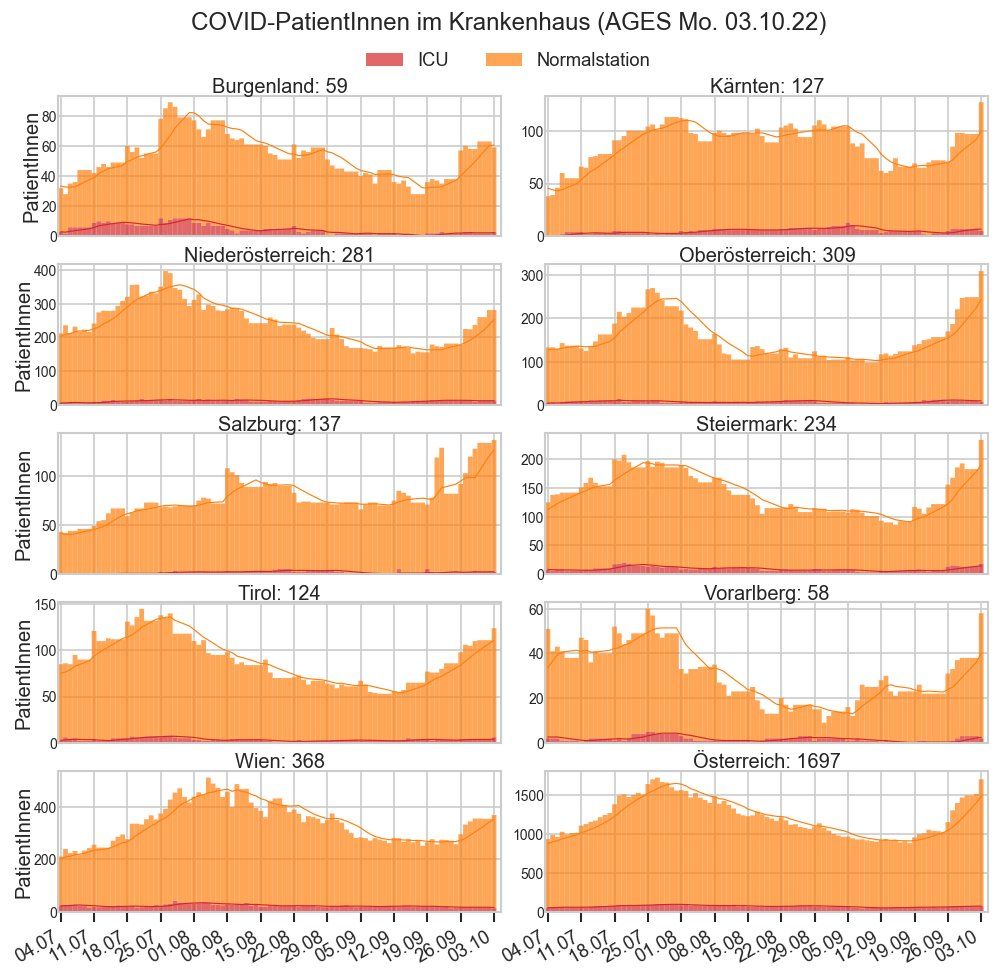 COVID-PatientInnen im Krankenhaus (AGES Mo. 03.10.22)
ICU Normalstation
Burgenland: 59
PatientInnen
80
60
40
20
0
Kärnten: 127
100
50
0
Niederösterreich: 281
PatientInnen
400
300
200
100
0
Oberösterreich: 309
300
200
100
0
Salzburg: 137
PatientInnen
100
50
0
Steiermark: 234
200
150
100
50
0
Tirol: 124
PatientInnen
150
100
50
0
Vorarlberg: 58
60
40
20
0
Wien: 368
PatientInnen
400
200
0
Österreich: 1697
1500
1000
500
0
04.07 11.07 18.07 25.07 01.08 08.08 15.08 22.08 29.08 05.09 12.09 19.09 26.09 03.10
04.07 11.07 18.07 25.07 01.08 08.08 15.08 22.08 29.08 05.09 12.09 19.09 26.09 03.10